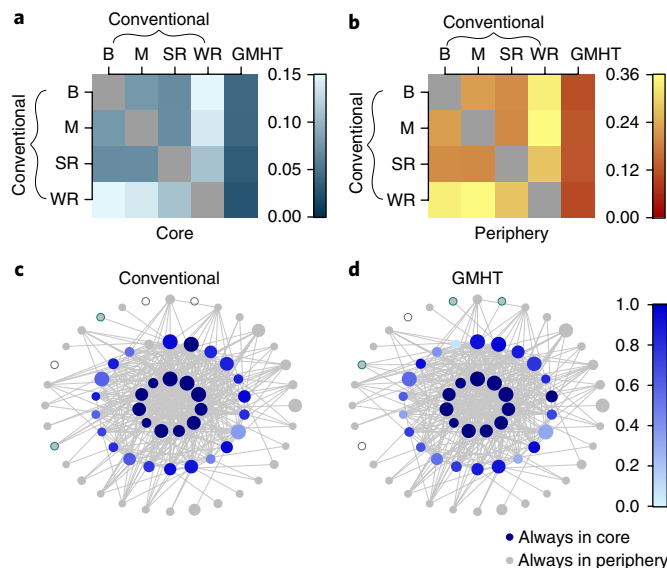 a
Conventional
B M SR WR GMHT
Conventional
B
M
SR
WR
0.15
0.10
0.05
0.00
Core
b
Conventional
B M SR WR GMHT
Conventional
B
M
SR
WR
0.36
0.24
0.12
0.00
Periphery
c
Conventional
d
GMHT
1.0
0.8
0.6
0.4
0.2
0.0
Always in core
Always in periphery